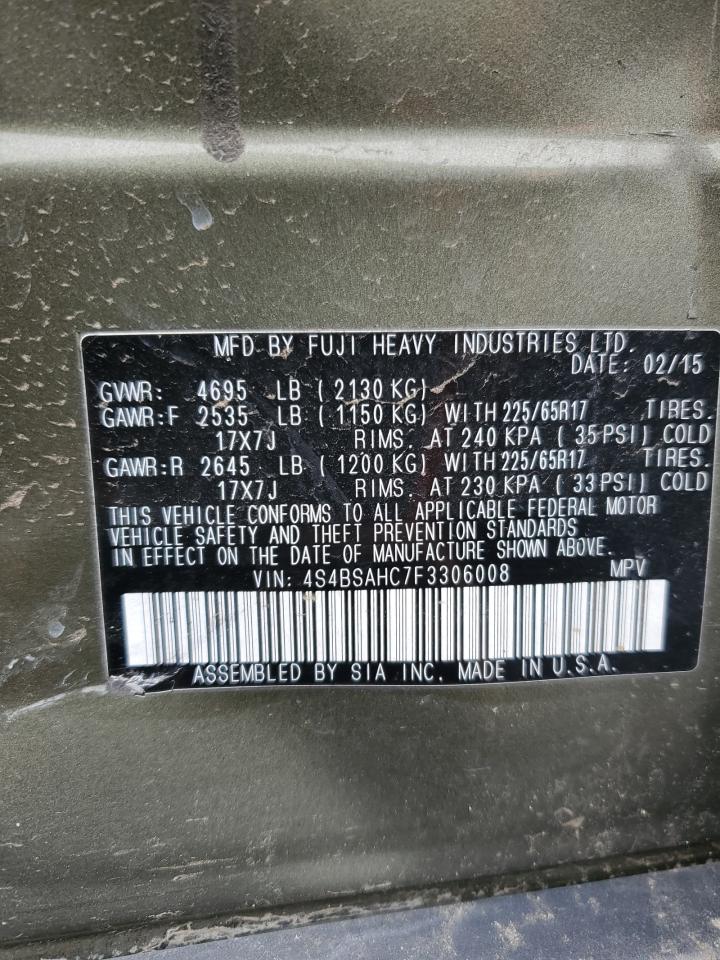 MFD BY FUJI HEAVY INDUSTRIES LTD.
DATE: 02/15
GVWR: 4695 LB (2130 KG)
GAWR:F 2535 LB (1150 KG) WITH 225/65R17 TIRES.
17X7J RIMS. AT 240 KPA (35 PSI) COLD
GAWR:R 2645 LB (1200 KG) WITH 225/65R17 TIRES.
17X7J RIMS. AT 230 KPA (33 PSI) COLD
THIS VEHICLE CONFORMS TO ALL APPLICABLE FEDERAL MOTOR
VEHICLE SAFETY AND THEFT PREVENTION STANDARDS
IN EFFECT ON THE DATE OF MANUFACTURE SHOWN ABOVE.
VIN: 4S4BSAHC7F3306008 MPV
ASSEMBLED BY SIA INC. MADE IN U.S.A.